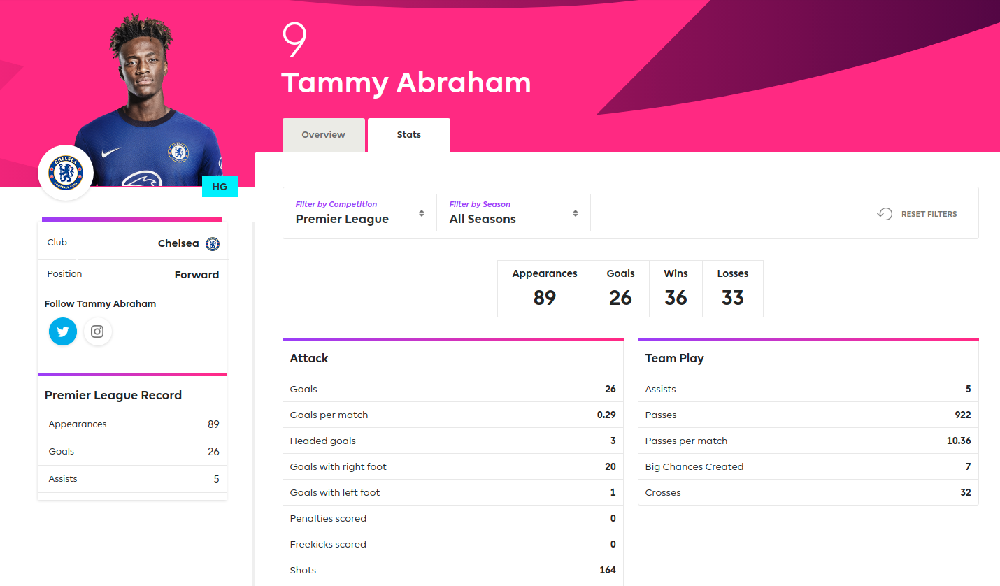 9
Tammy Abraham
Overview
Stats
CHELSEA
FOOTBALL CLUB
HG
Club
Chelsea
Position
Forward
Follow Tammy Abraham
Premier League Record
Appearances 89
Goals 26
Assists 5
Filter by Competition
Premier League
Filter by Season
All Seasons
RESET FILTERS
Appearances Goals Wins Losses
89 26 36 33
Attack
Goals 26
Goals per match 0.29
Headed goals 3
Goals with right foot 20
Goals with left foot 1
Penalties scored 0
Freekicks scored 0
Shots 164
Team Play
Assists 5
Passes 922
Passes per match 10.36
Big Chances Created 7
Crosses 32